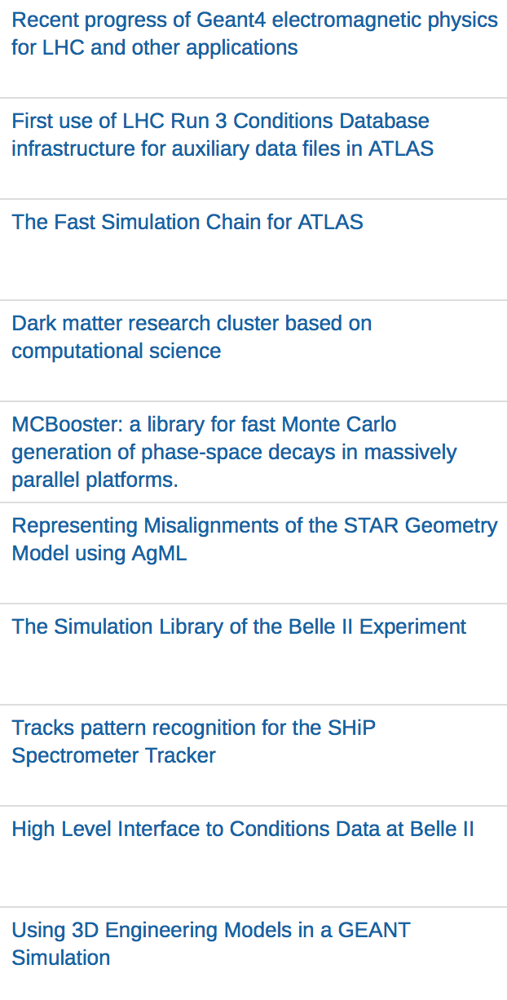 Recent progress of Geant4 electromagnetic physics
for LHC and other applications
First use of LHC Run 3 Conditions Database
infrastructure for auxiliary data files in ATLAS
The Fast Simulation Chain for ATLAS
Dark matter research cluster based on
computational science
MCBooster: a library for fast Monte Carlo
generation of phase-space decays in massively
parallel platforms.
Representing Misalignments of the STAR Geometry
Model using AgML
The Simulation Library of the Belle II Experiment
Tracks pattern recognition for the SHiP
Spectrometer Tracker
High Level Interface to Conditions Data at Belle II
Using 3D Engineering Models in a GEANT
Simulation